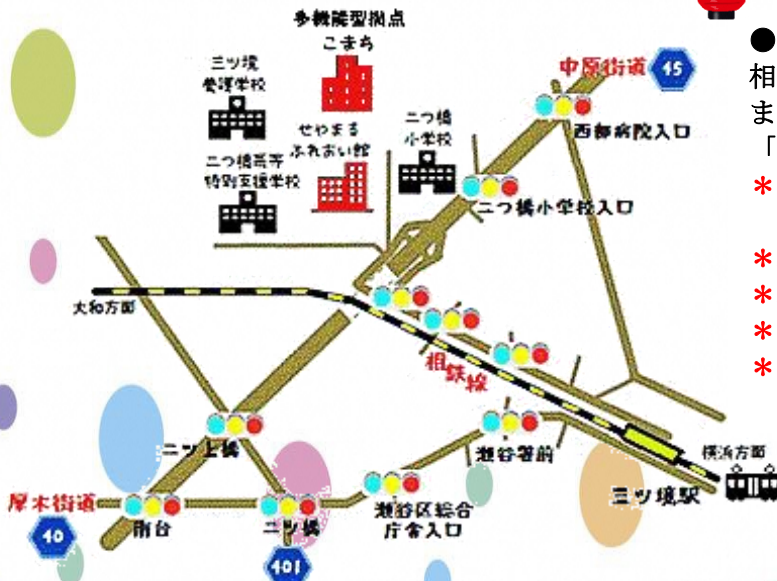 多機能型拠点
こまち
三ツ境
養護学校
せやまる
ふれあい館
二つ橋
小学校
二つ橋高等
特別支援学校
中原街道
45
西部病院入口
二つ橋小学校入口
大和方面
相鉄線
二ツ上橋
瀬谷署前
横浜方面
三ツ境駅
厚木街道
40
南台
二ツ橋
401
瀬谷区総合
庁舎入口
●
相
ま
「
*
*
*
*
*